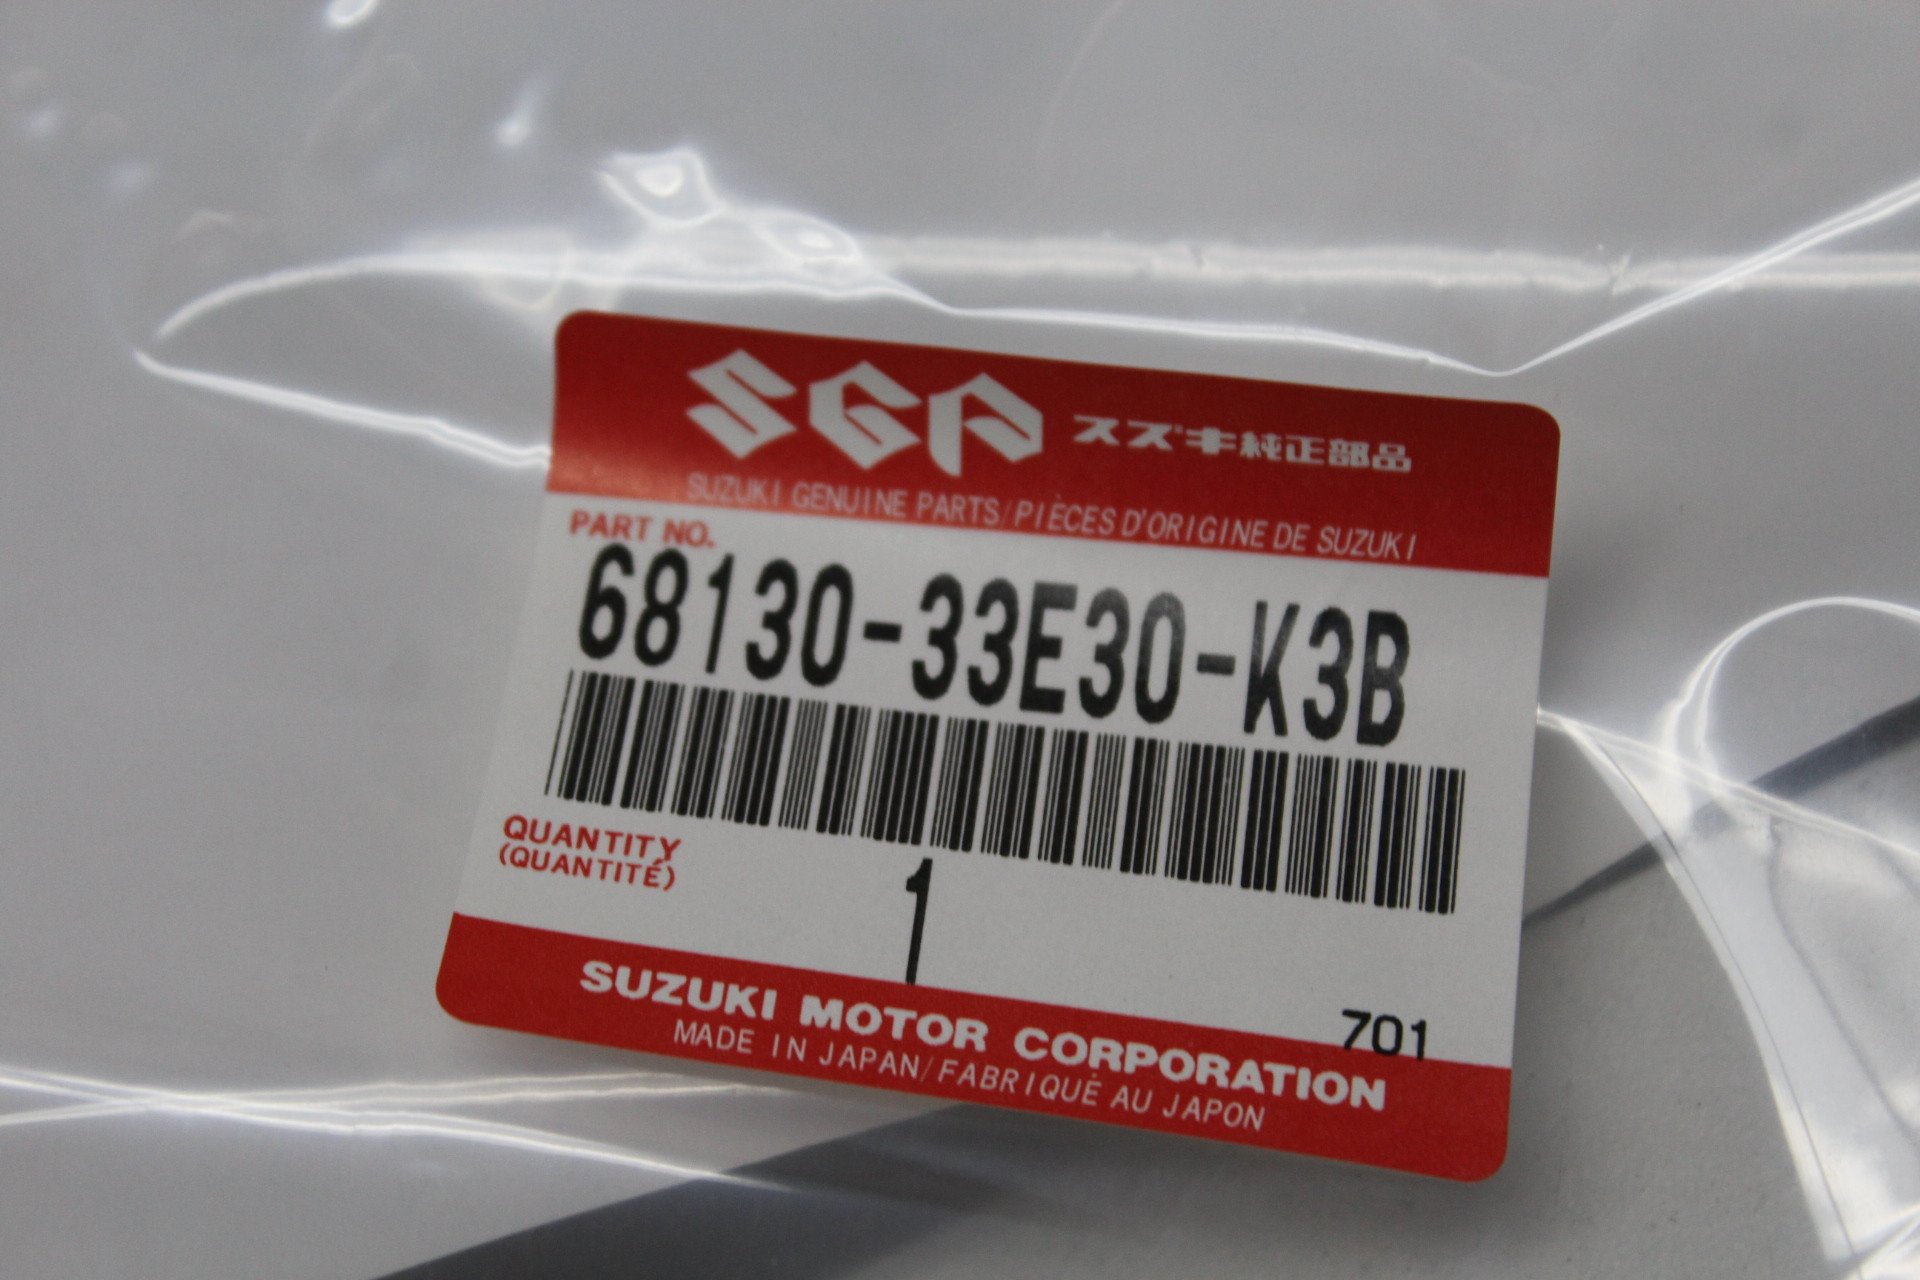 SGP スズキ純正部品
SUZUKI GENUINE PARTS/PIÈCES D'ORIGINE DE SUZUKI
PART NO.
68130-33E30-K3B
QUANTITY
(QUANTITÉ)
1
701
SUZUKI MOTOR CORPORATION
MADE IN JAPAN/FABRIQUÉ AU JAPON